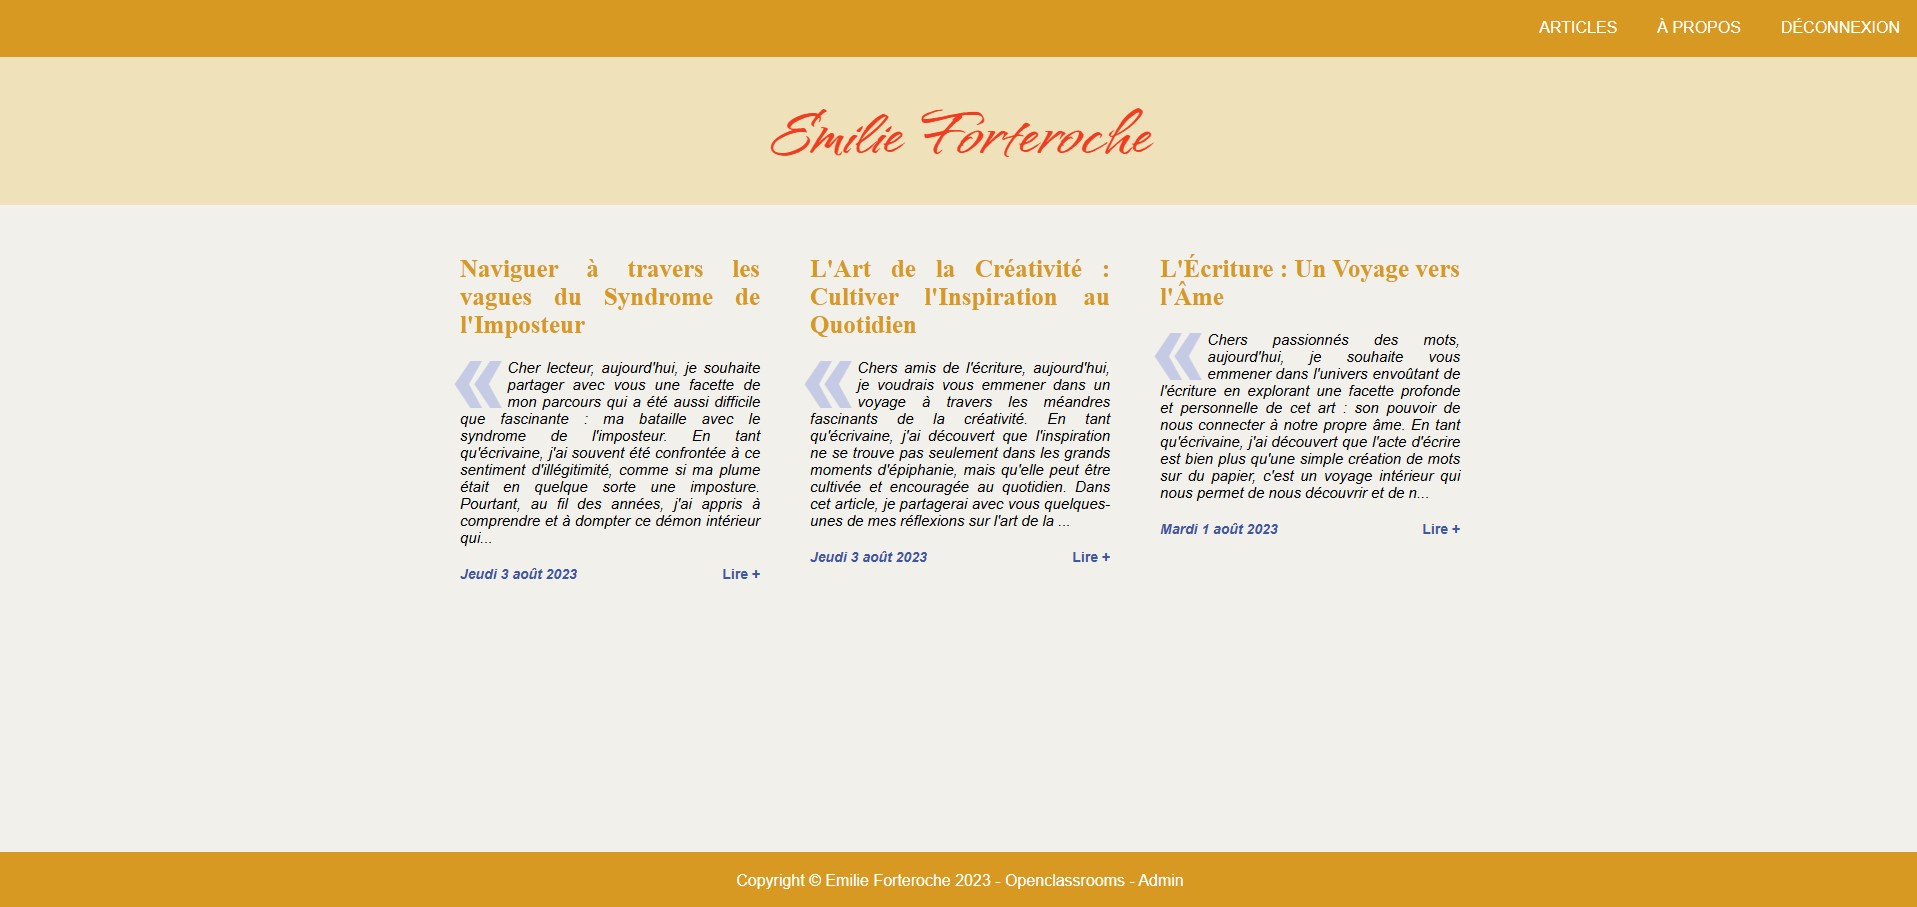 ARTICLES À PROPOS DÉCONNEXION
Emilie Forteroche
Naviguer à travers les
vagues du Syndrome de
l'Imposteur
« Cher lecteur, aujourd'hui, je souhaite
partager avec vous une facette de
mon parcours qui a été aussi difficile
que fascinante : ma bataille avec le
syndrome de l'imposteur. En tant
qu'écrivaine, j'ai souvent été confrontée à ce
sentiment d'illégitimité, comme si ma plume
était en quelque sorte une imposture.
Pourtant, au fil des années, j'ai appris à
comprendre et à dompter ce démon intérieur
qui...
Jeudi 3 août 2023 Lire +
L'Art de la Créativité :
Cultiver l'Inspiration au
Quotidien
« Chers amis de l'écriture, aujourd'hui,
je voudrais vous emmener dans un
voyage à travers les méandres
fascinants de la créativité. En tant
qu'écrivaine, j'ai découvert que l'inspiration
ne se trouve pas seulement dans les grands
moments d'épiphanie, mais qu'elle peut être
cultivée et encouragée au quotidien. Dans
cet article, je partagerai avec vous quelques-
unes de mes réflexions sur l'art de la ...
Jeudi 3 août 2023 Lire +
L'Écriture : Un Voyage vers
l'Âme
« Chers passionnés des mots,
aujourd'hui, je souhaite vous
emmener dans l'univers envoûtant de
l'écriture en explorant une facette profonde
et personnelle de cet art : son pouvoir de
nous connecter à notre propre âme. En tant
qu'écrivaine, j'ai découvert que l'acte d'écrire
est bien plus qu'une simple création de mots
sur du papier, c'est un voyage intérieur qui
nous permet de nous découvrir et de n...
Mardi 1 août 2023 Lire +
Copyright © Emilie Forteroche 2023 - Openclassrooms - Admin